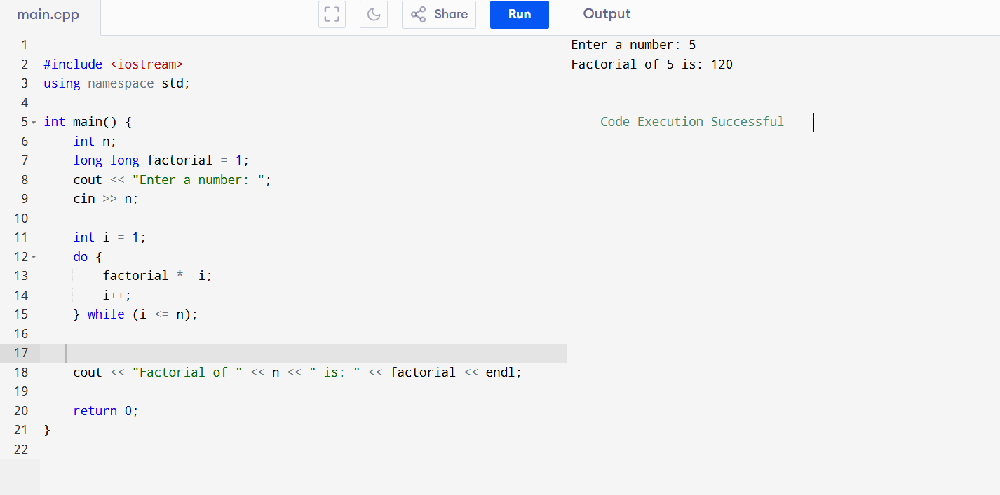 main.cpp
Share
Run
Output
1
2 #include <iostream>
3 using namespace std;
4
5 int main() {
6     int n;
7     long long factorial = 1;
8     cout << "Enter a number: ";
9     cin >> n;
10
11     int i = 1;
12     do {
13         factorial *= i;
14         i++;
15     } while (i <= n);
16
17
18     cout << "Factorial of " << n << " is: " << factorial << endl;
19
20     return 0;
21 }
22
Enter a number: 5
Factorial of 5 is: 120
=== Code Execution Successful ===